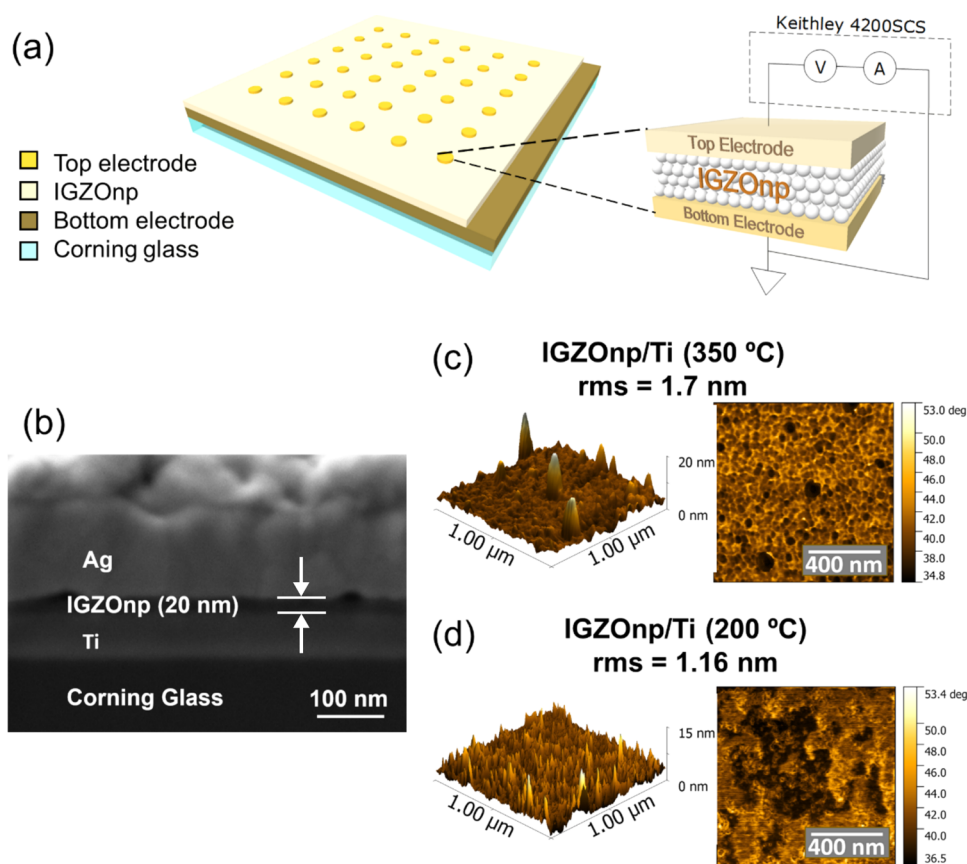 (a)
Keithley 4200SCS
V
A
Top electrode
IGZOnp
Bottom electrode
Corning glass
Top Electrode
IGZOnp
Bottom Electrode
(b)
Ag
IGZOnp (20 nm)
Ti
Corning Glass
100 nm
(c)
IGZOnp/Ti (350 ºC)
rms = 1.7 nm
20 nm
0 nm
1.00 µm
1.00 µm
400 nm
53.0 deg
50.0
48.0
46.0
44.0
42.0
40.0
38.0
34.8
(d)
IGZOnp/Ti (200 ºC)
rms = 1.16 nm
15 nm
0 nm
1.00 µm
1.00 µm
400 nm
53.4 deg
50.0
48.0
46.0
44.0
42.0
40.0
36.5